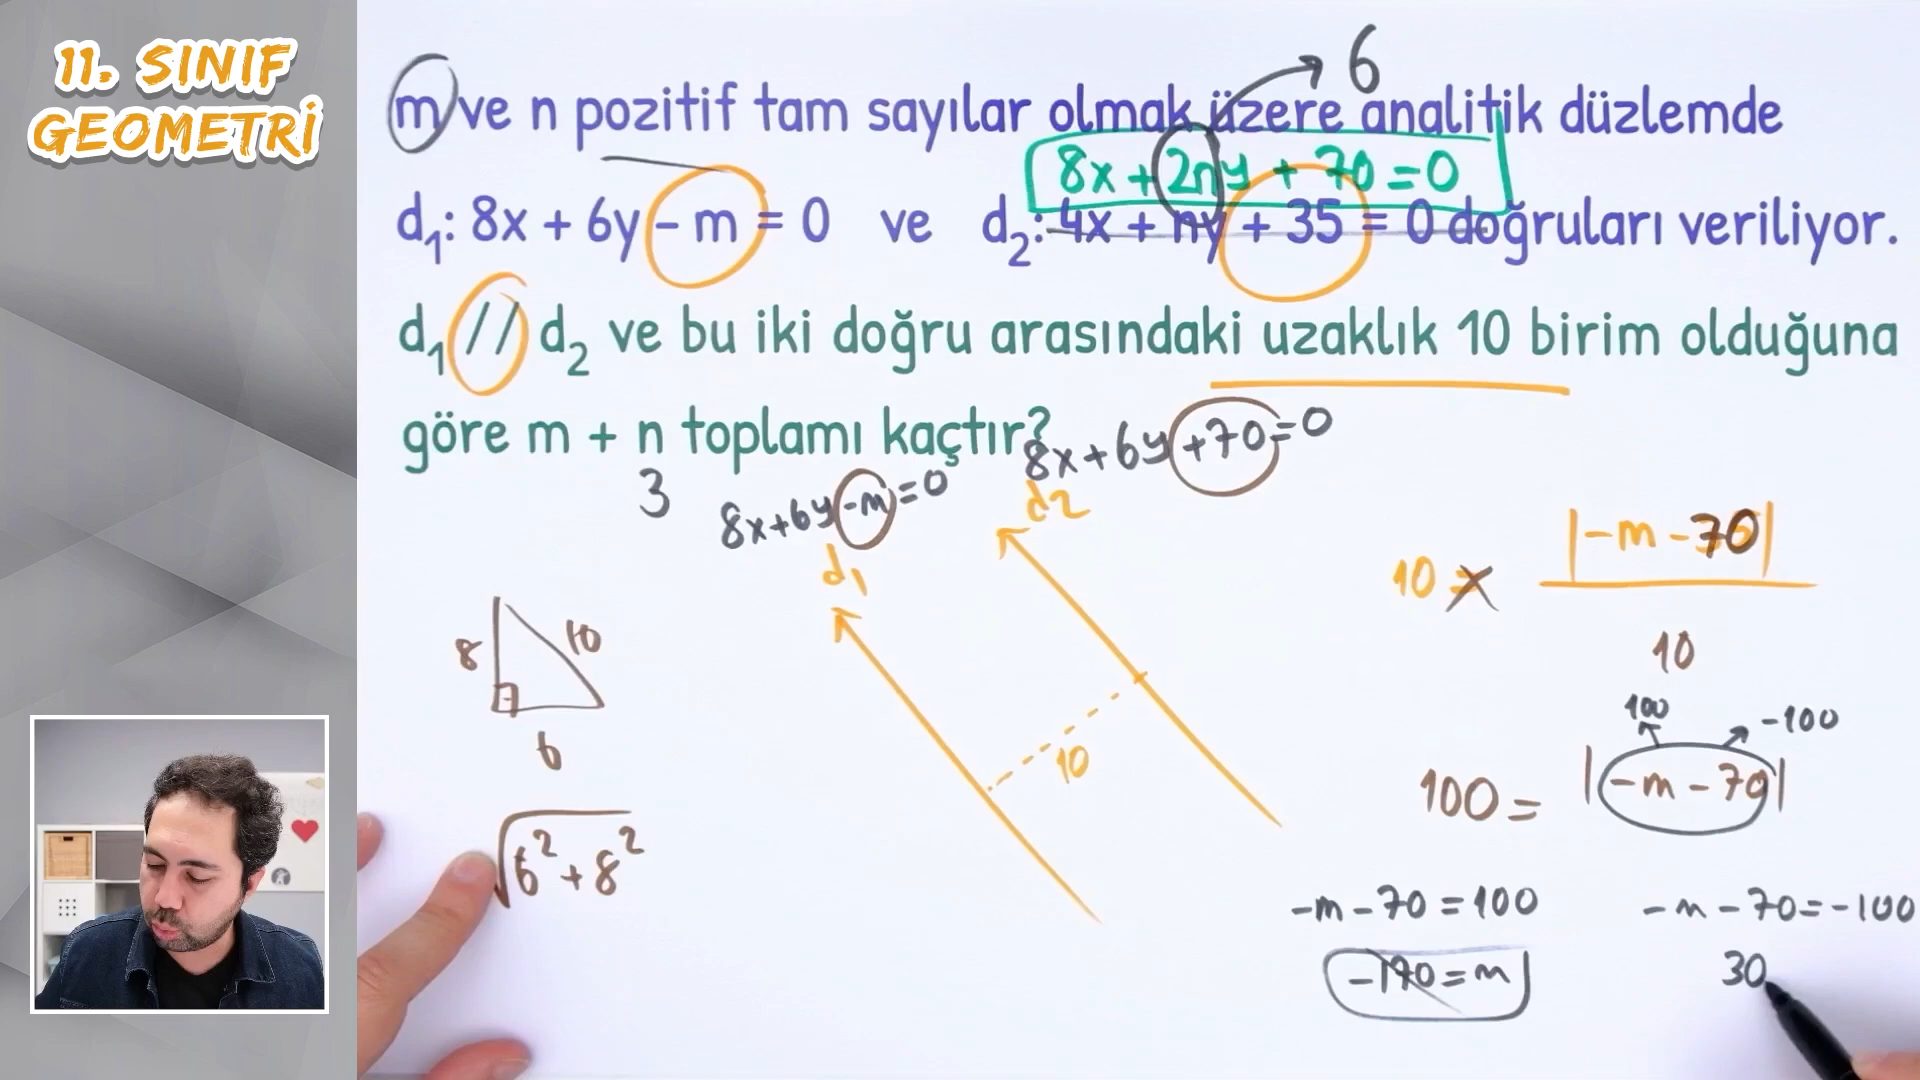 11. SINIF
GEOMETRİ
6
m ve n pozitif tam sayılar olmak üzere analitik düzlemde
8x + 2ny + 70 = 0
d₁: 8x + 6y - m = 0 ve d₂: 4x + ny + 35 = 0 doğruları veriliyor.
d₁ // d₂ ve bu iki doğru arasındaki uzaklık 10 birim olduğuna
göre m + n toplamı kaçtır?
8x + 6y + 70 = 0
3
8x + 6y - m = 0
d2
d1
|-m - 70|
10
10
8
10
6
10
100
-100
100 = |-m - 70|
√6² + 8²
-m - 70 = 100
-m - 70 = -100
-170 = m
30